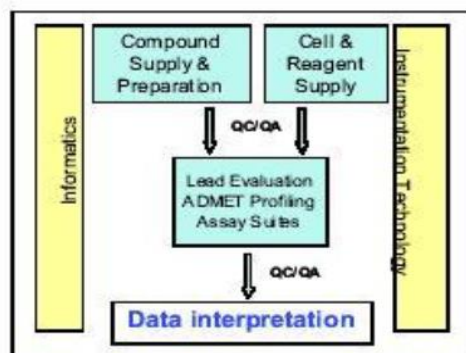 Informatics
Compound
Supply &
Preparation
Cell &
Reagent
Supply
Instrumentation Technology
QC/QA
Lead Evaluation
ADMET Profiling
Assay Suites
QC/QA
Data interpretation